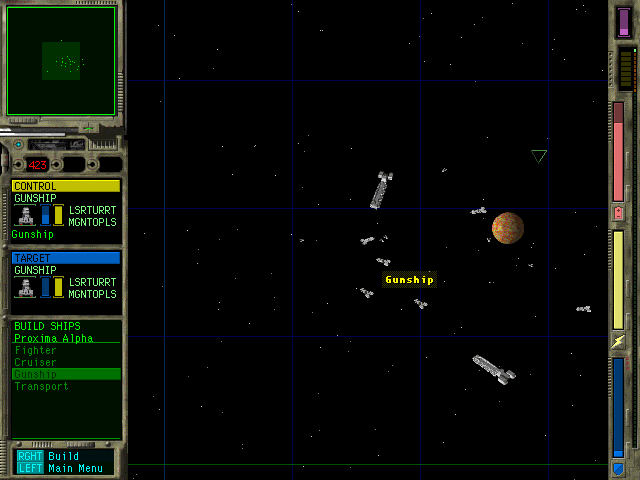 423
CONTROL
GUNSHIP
LSRTURRT
MGNTOPLS
Gunship
TARGET
GUNSHIP
LSRTURRT
MGNTOPLS
BUILD SHIPS
Proxima Alpha
Fighter
Cruiser
Gunship
Transport
RGHT Build
LEFT Main Menu
Gunship